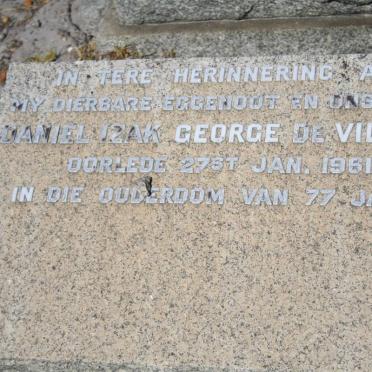 IN TERE HERINNERING A
MY DIERBARE EGGENOOT EN ONS
DANIEL IZAK GEORGE DE VIL
OORLEDE 27ST JAN. 1961
IN DIE OUDERDOM VAN 77 JA